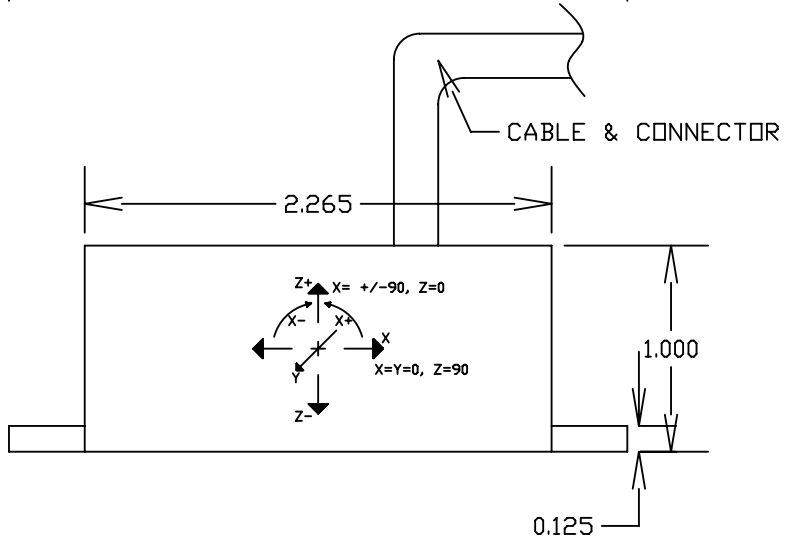 CABLE & CONNECTOR
2.265
Z+
X= +/-90, Z=0
X-
X+
X
1.000
Y
X=Y=0, Z=90
Z-
0.125